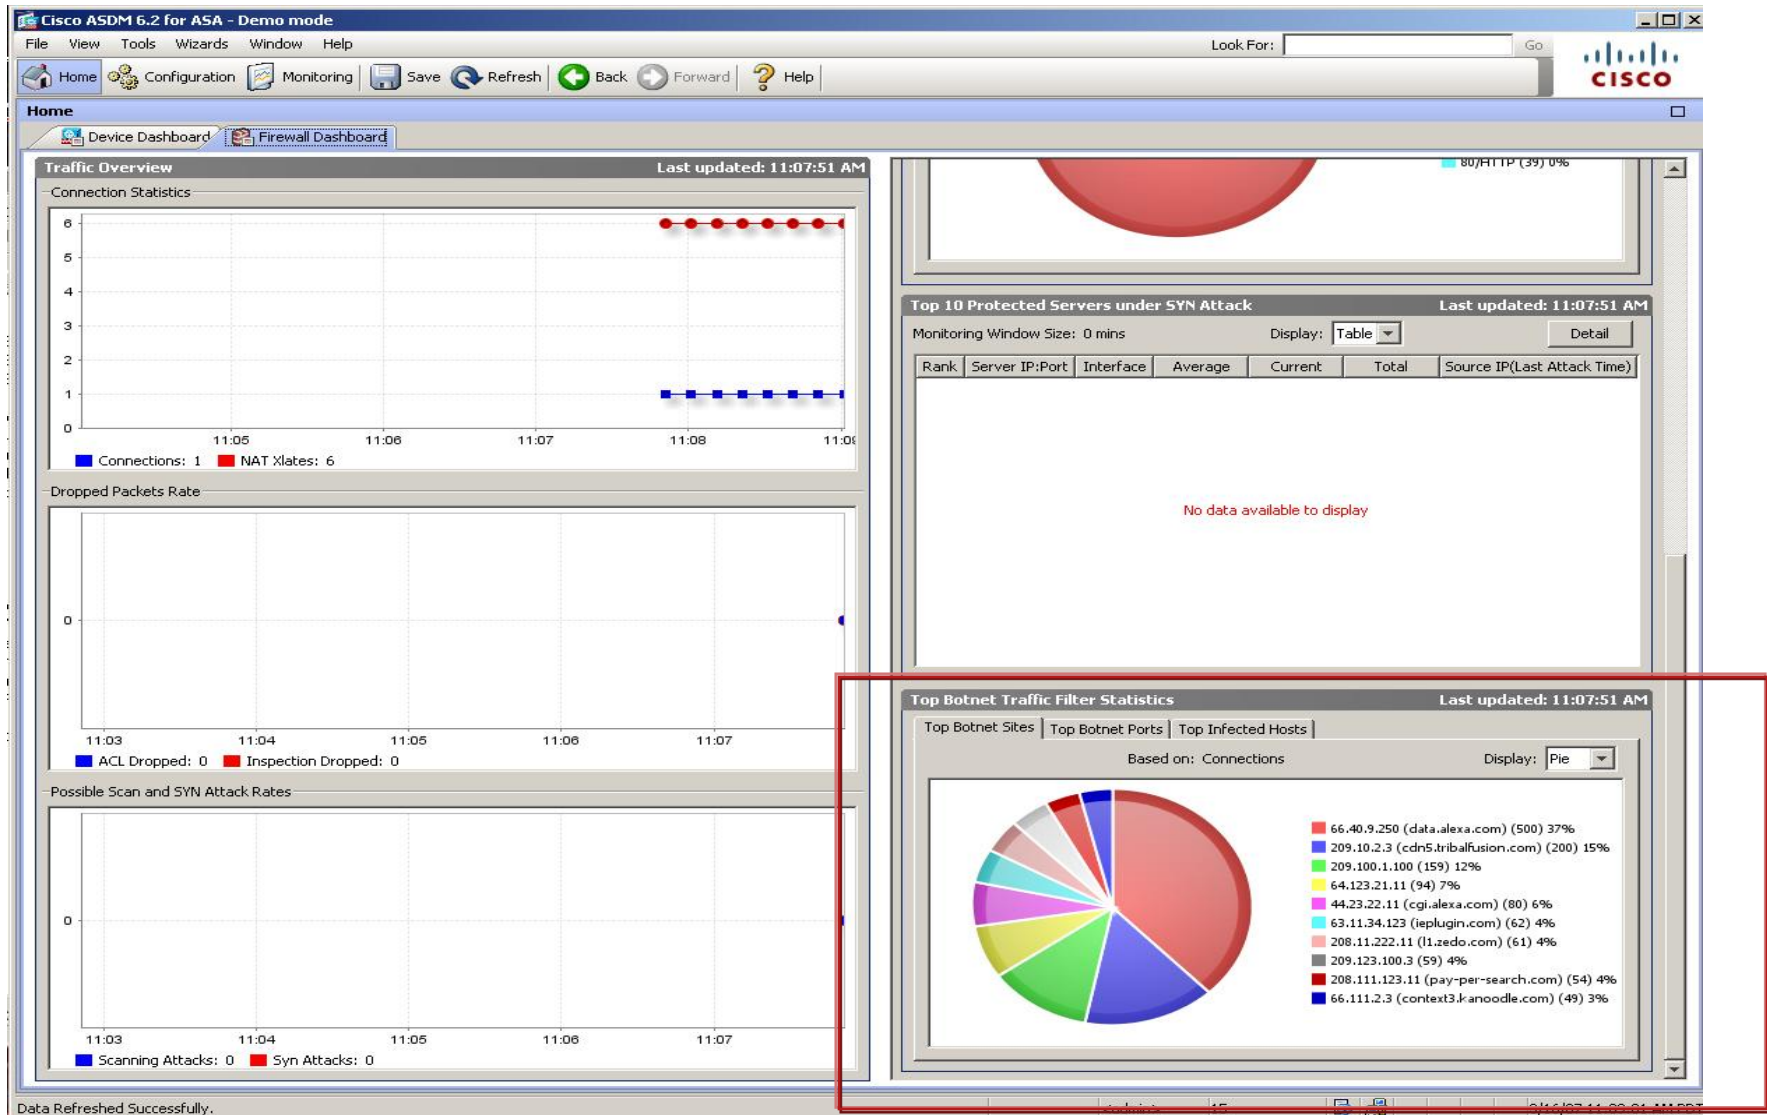 Cisco ASDM 6.2 for ASA - Demo mode
File View Tools Wizards Window Help
Look For: Go
Home Configuration Monitoring Save Refresh Back Forward Help
CISCO
Home
Device Dashboard Firewall Dashboard
Traffic Overview Last updated: 11:07:51 AM
Connection Statistics
6
5
4
3
2
1
0
11:05 11:06 11:07 11:08
Connections: 1 NAT Xlates: 6
Dropped Packets Rate
0
11:03 11:04 11:05 11:06 11:07
ACL Dropped: 0 Inspection Dropped: 0
Possible Scan and SYN Attack Rates
0
11:03 11:04 11:05 11:06 11:07
Scanning Attacks: 0 Syn Attacks: 0
80/HTTP (39) 0%
Top 10 Protected Servers under SYN Attack Last updated: 11:07:51 AM
Monitoring Window Size: 0 mins Display: Table Detail
Rank Server IP:Port Interface Average Current Total Source IP(Last Attack Time)
No data available to display
Top Botnet Traffic Filter Statistics Last updated: 11:07:51 AM
Top Botnet Sites Top Botnet Ports Top Infected Hosts
Based on: Connections Display: Pie
66.40.9.250 (data.alexa.com) (500) 37%
209.10.2.3 (cdn5.tribalfusion.com) (200) 15%
209.100.1.100 (159) 12%
64.123.21.11 (94) 7%
44.23.22.11 (cgi.alexa.com) (80) 6%
63.11.34.123 (ieplugin.com) (62) 4%
208.11.222.11 (l1.zedo.com) (61) 4%
209.123.100.3 (59) 4%
208.111.123.11 (pay-per-search.com) (54) 4%
66.111.2.3 (context3.kanoodle.com) (49) 3%
Data Refreshed Successfully.